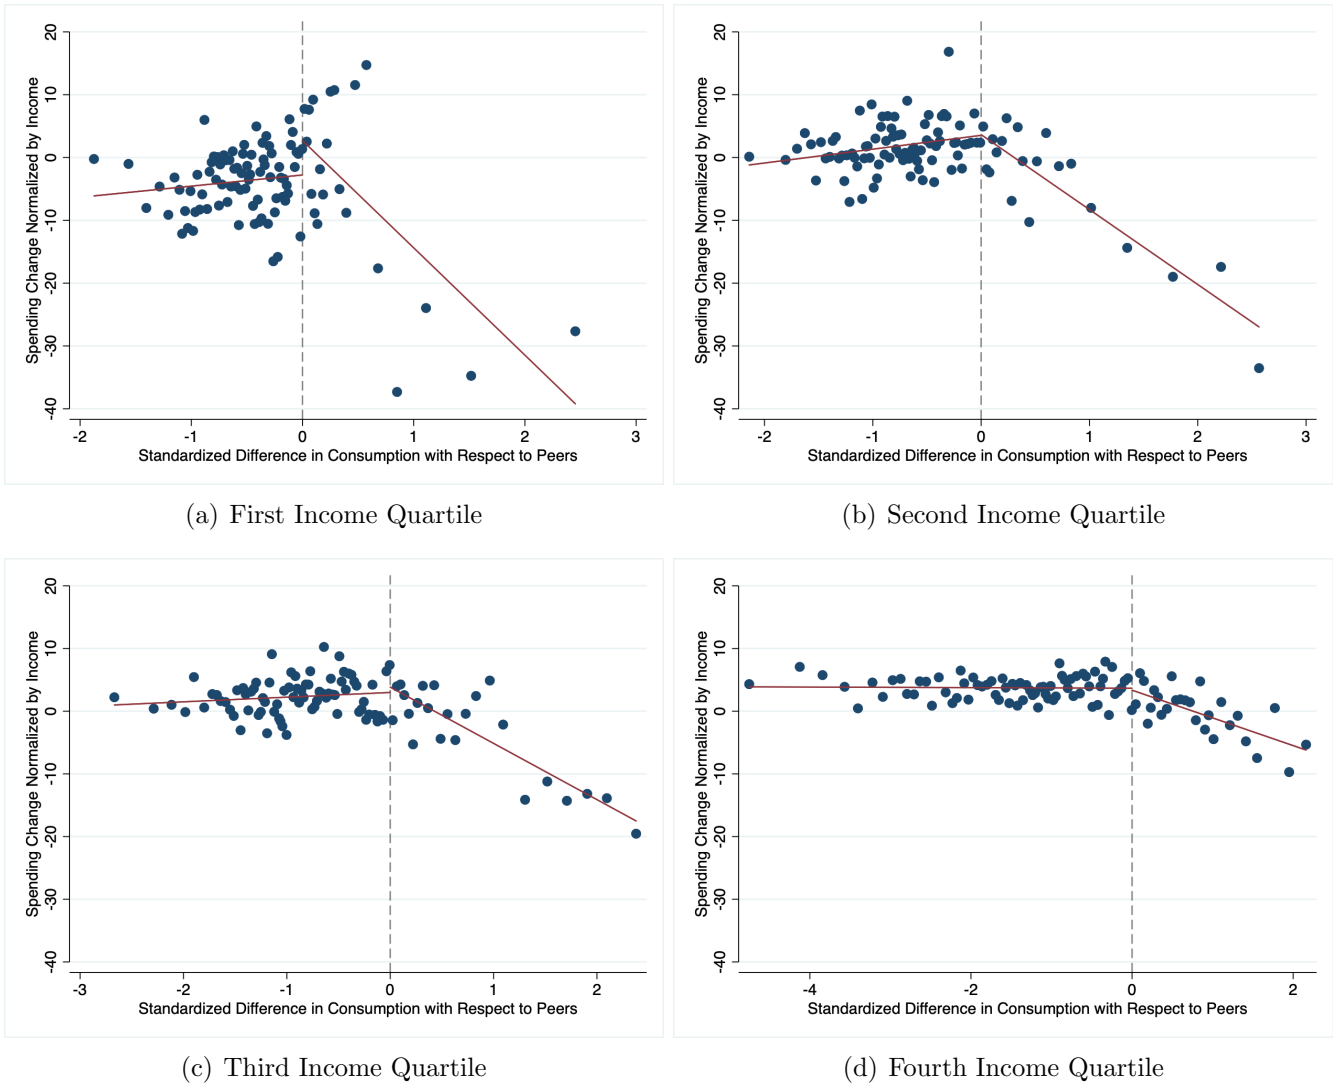 20
10
0
-10
-20
-30
-40
Spending Change Normalized by Income
-2 -1 0 1 2 3
Standardized Difference in Consumption with Respect to Peers
(a) First Income Quartile
20
10
0
-10
-20
-30
-40
Spending Change Normalized by Income
-2 -1 0 1 2 3
Standardized Difference in Consumption with Respect to Peers
(b) Second Income Quartile
20
10
0
-10
-20
-30
-40
Spending Change Normalized by Income
-3 -2 -1 0 1 2
Standardized Difference in Consumption with Respect to Peers
(c) Third Income Quartile
20
10
0
-10
-20
-30
-40
Spending Change Normalized by Income
-4 -2 0 2
Standardized Difference in Consumption with Respect to Peers
(d) Fourth Income Quartile